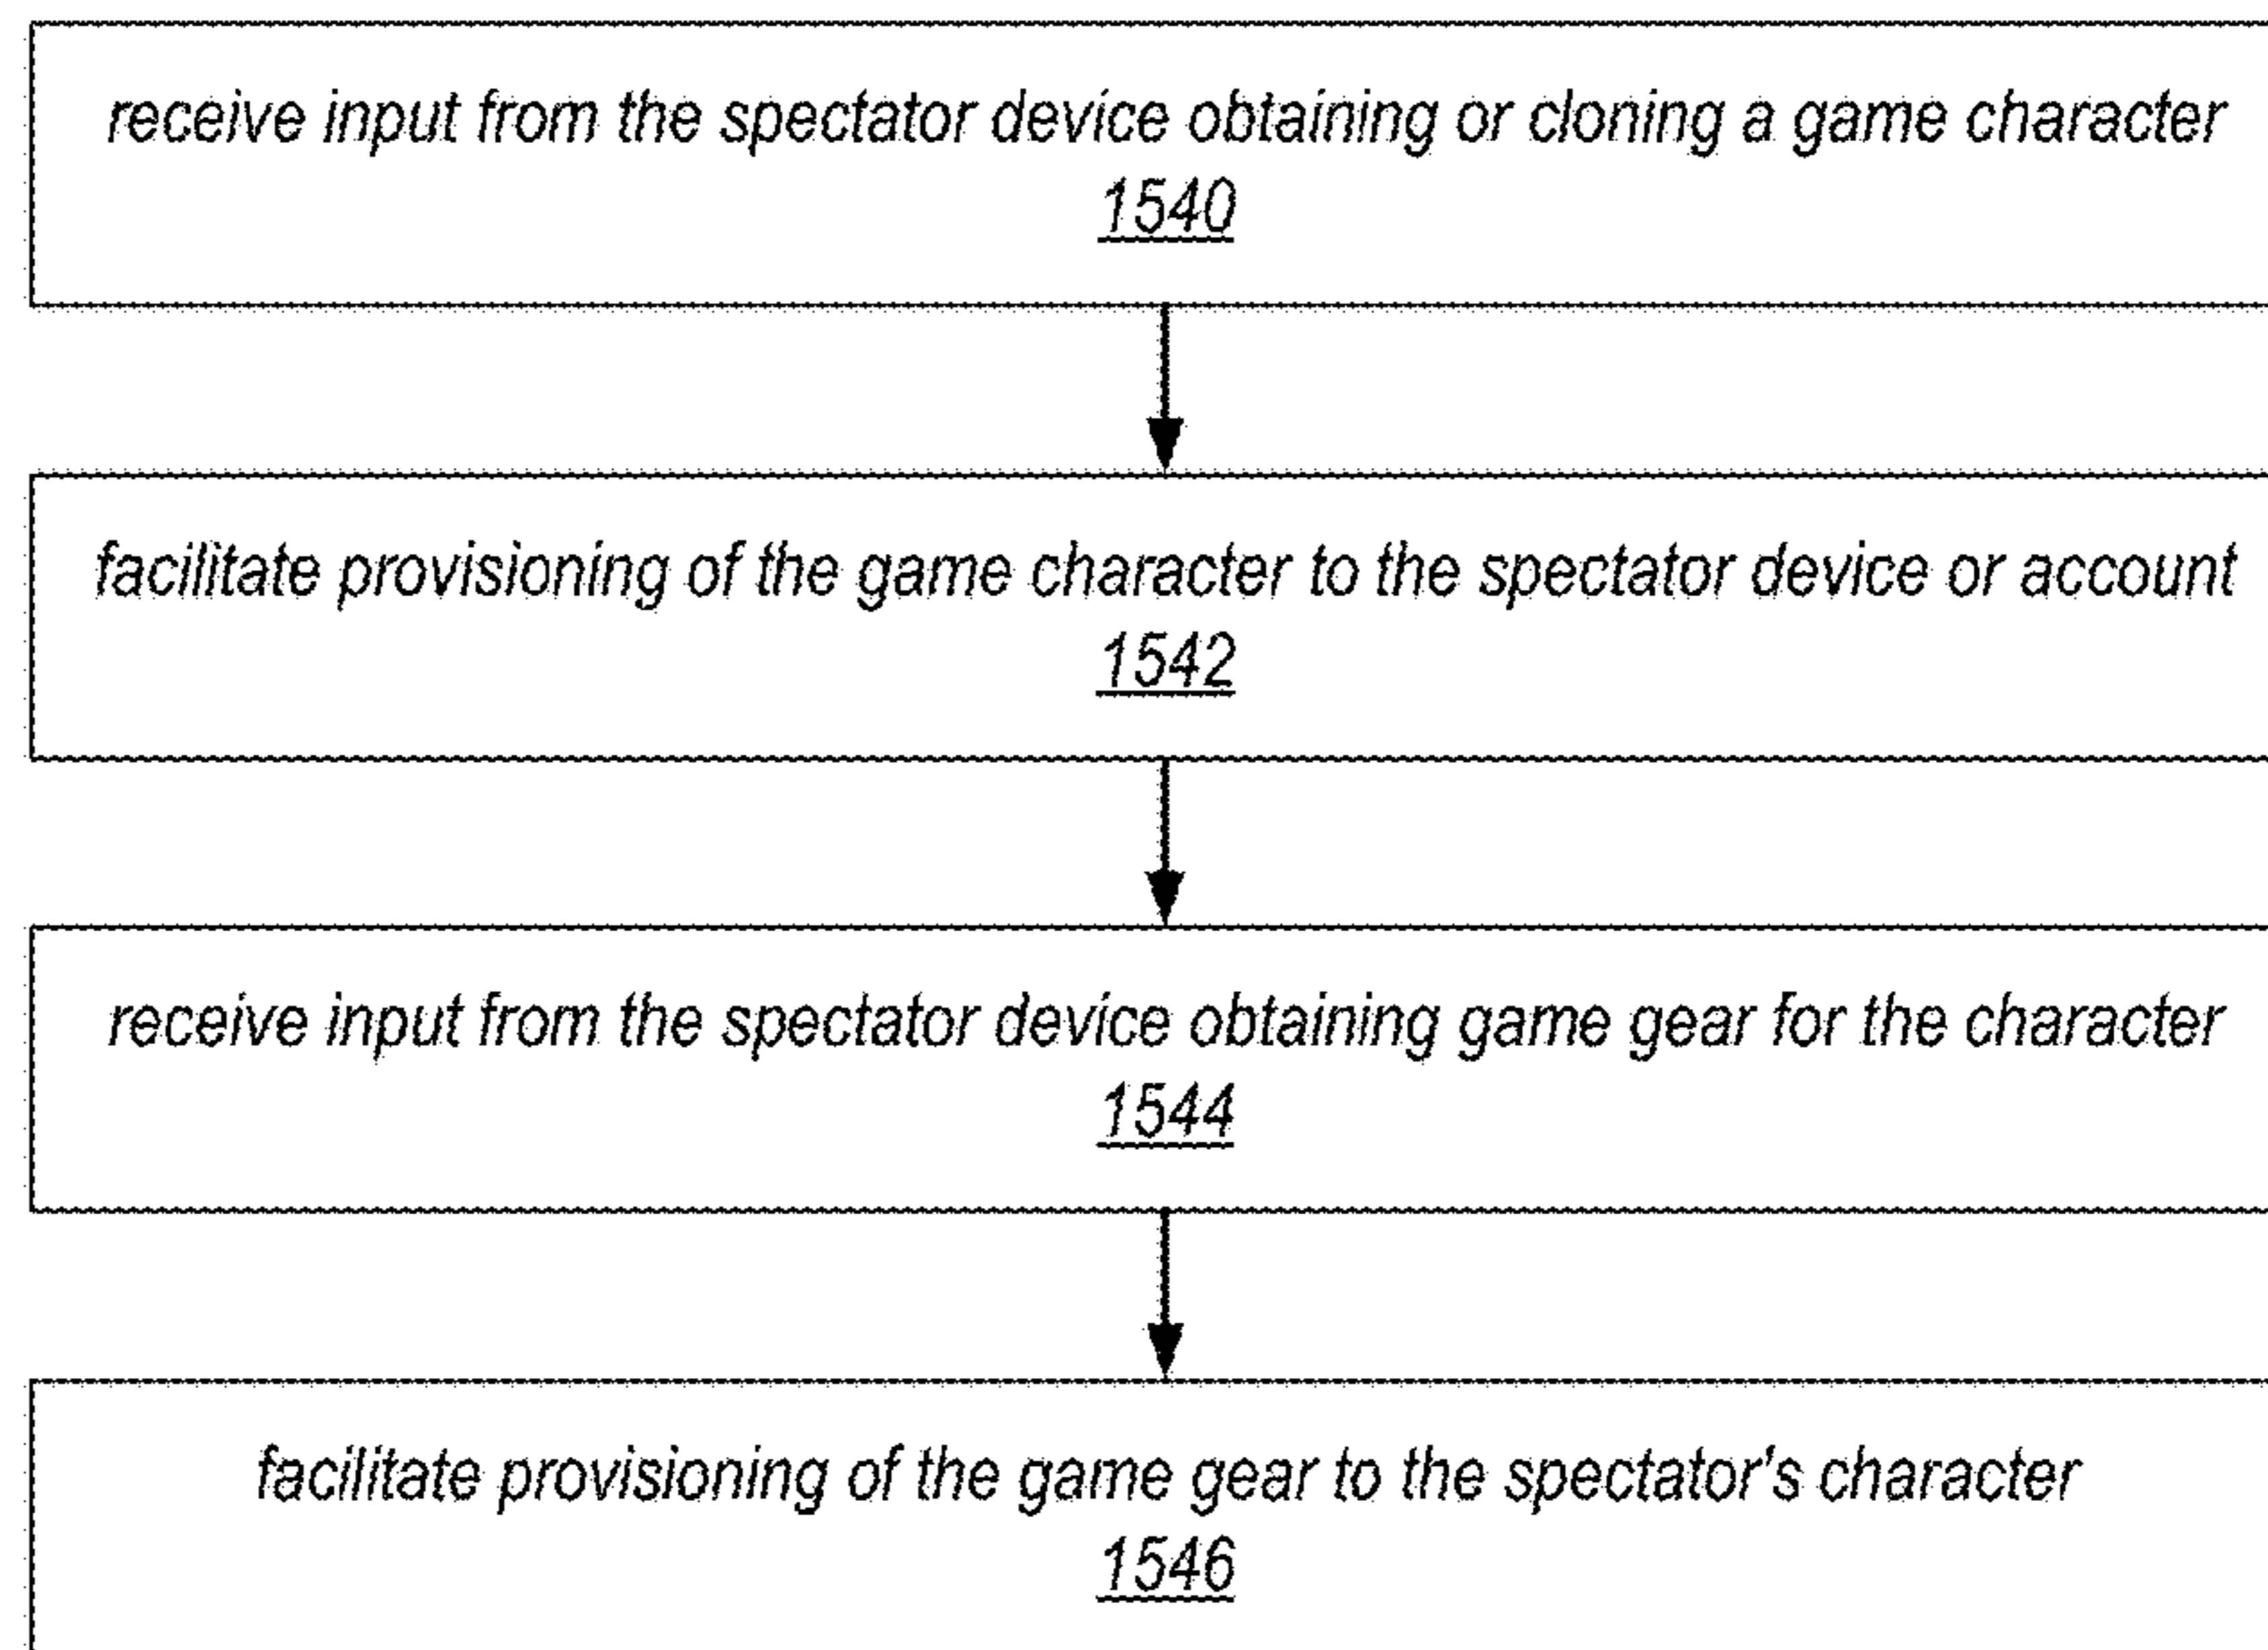 receive input from the spectator device obtaining or cloning a game character
1540
facilitate provisioning of the game character to the spectator device or account
1542
receive input from the spectator device obtaining game gear for the character
1544
facilitate provisioning of the game gear to the spectator's character
1546